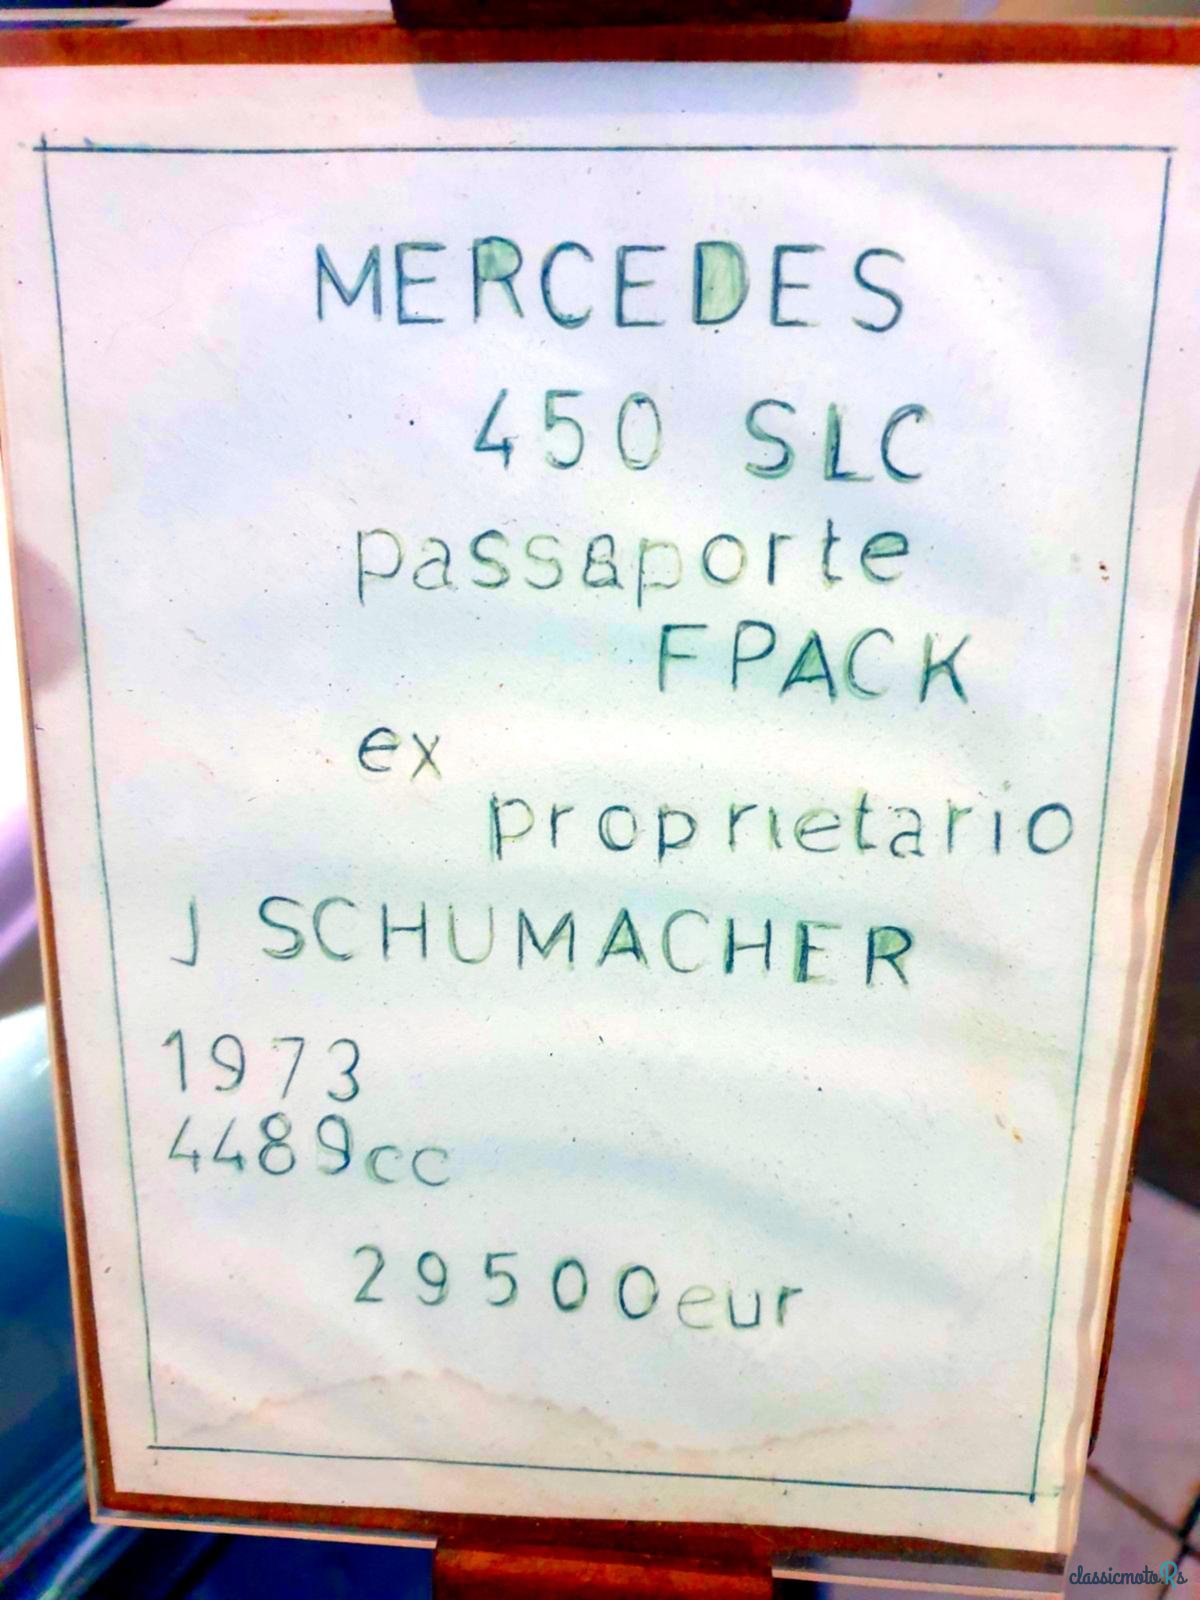 MERCEDES
450 SLC
passaporte
FPACK
ex
proprietario
J SCHUMACHER
1973
4489cc
29500eur
classicmotoRs